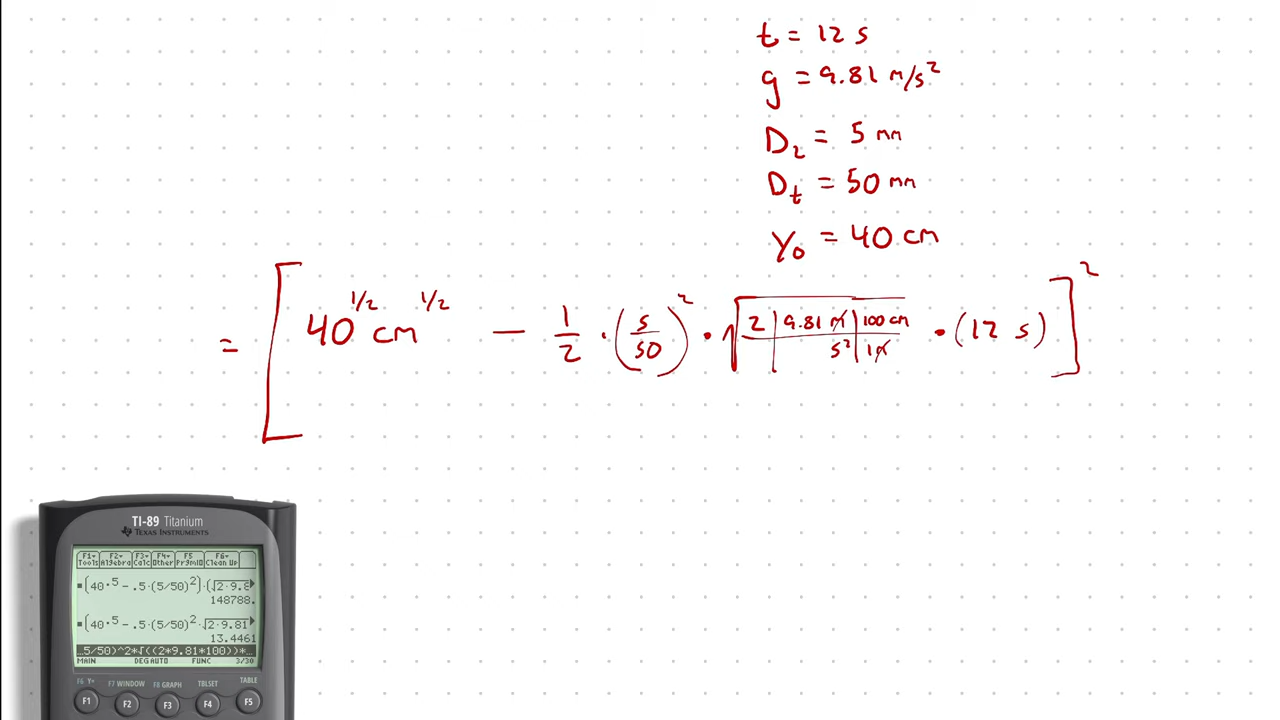 t = 12 s
g = 9.81 m/s²
D₂ = 5 mm
Dₜ = 50 mm
Y₀ = 40 cm
= [ 40^1/2 cm^1/2 − 1/2 · (5/50)² · √(2 | 9.81 m / s² | 100 cm / 1 m) · (12 s) ]²
TI-89 Titanium
TEXAS INSTRUMENTS
F1 Tools F2 Algebra F3 Calc F4 Other F5 PrgmIO F6 Clean Up
(40^.5 − .5·(5/50)²)·(√2·9.8
148788.
(40^.5 − .5·(5/50)²·√2·9.81
13.4461
…5/50)^2*√((2*9.81*100))*…
MAIN DEG AUTO FUNC 3/30
F6 Y= F7 WINDOW F8 GRAPH TBLSET TABLE
F1 F2 F3 F4 F5